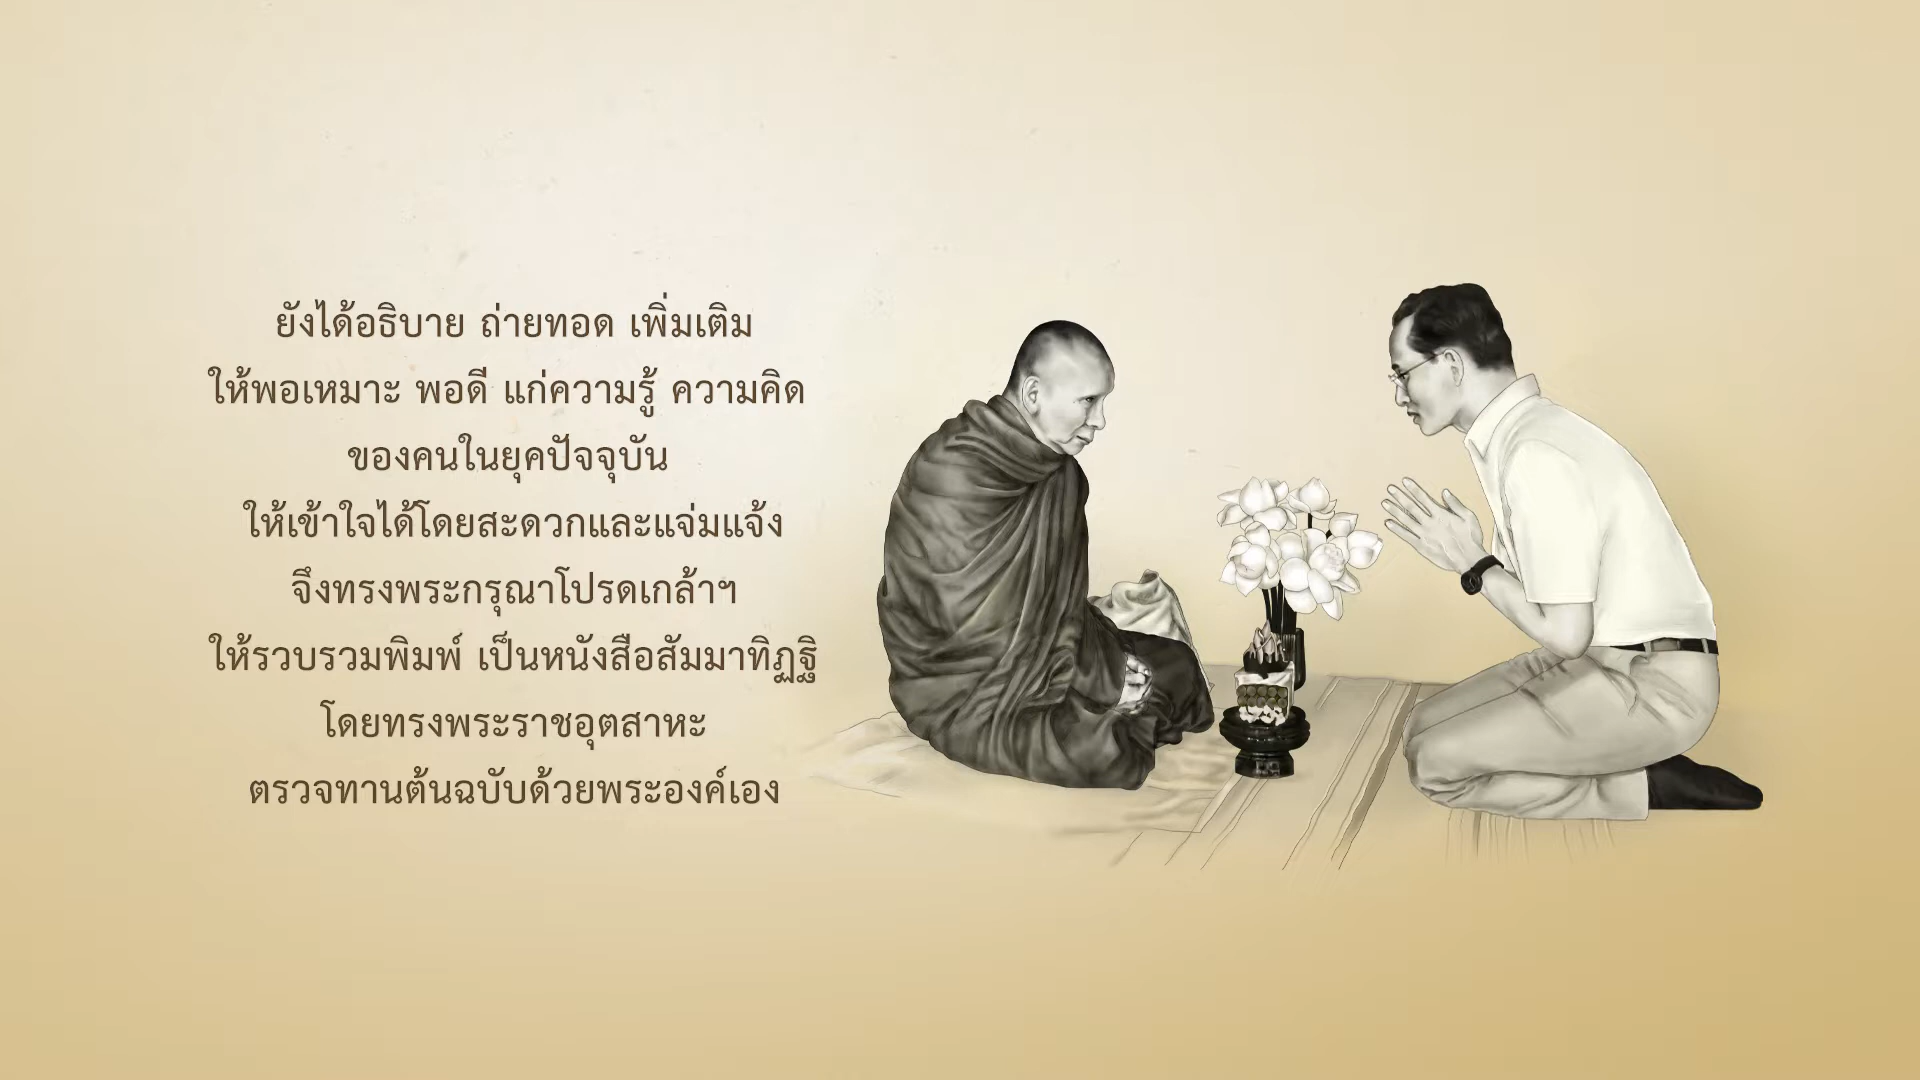 ยังได้อธิบาย ถ่ายทอด เพิ่มเติม
ให้พอเหมาะ พอดี แก่ความรู้ ความคิด
ของคนในยุคปัจจุบัน
ให้เข้าใจได้โดยสะดวกและแจ่มแจ้ง
จึงทรงพระกรุณาโปรดเกล้าฯ
ให้รวบรวมพิมพ์ เป็นหนังสือสัมมาทิฏฐิ
โดยทรงพระราชอุตสาหะ
ตรวจทานต้นฉบับด้วยพระองค์เอง